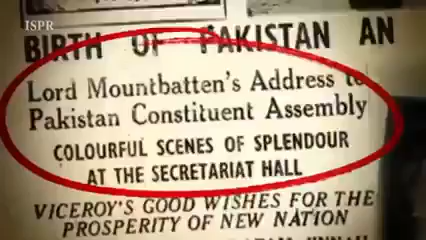 ISPR
BIRTH OF PAKISTAN AN
Lord Mountbatten's Address to
Pakistan Constituent Assembly
COLOURFUL SCENES OF SPLENDOUR
AT THE SECRETARIAT HALL
VICEROY'S GOOD WISHES FOR THE
PROSPERITY OF NEW NATION
JINNAH